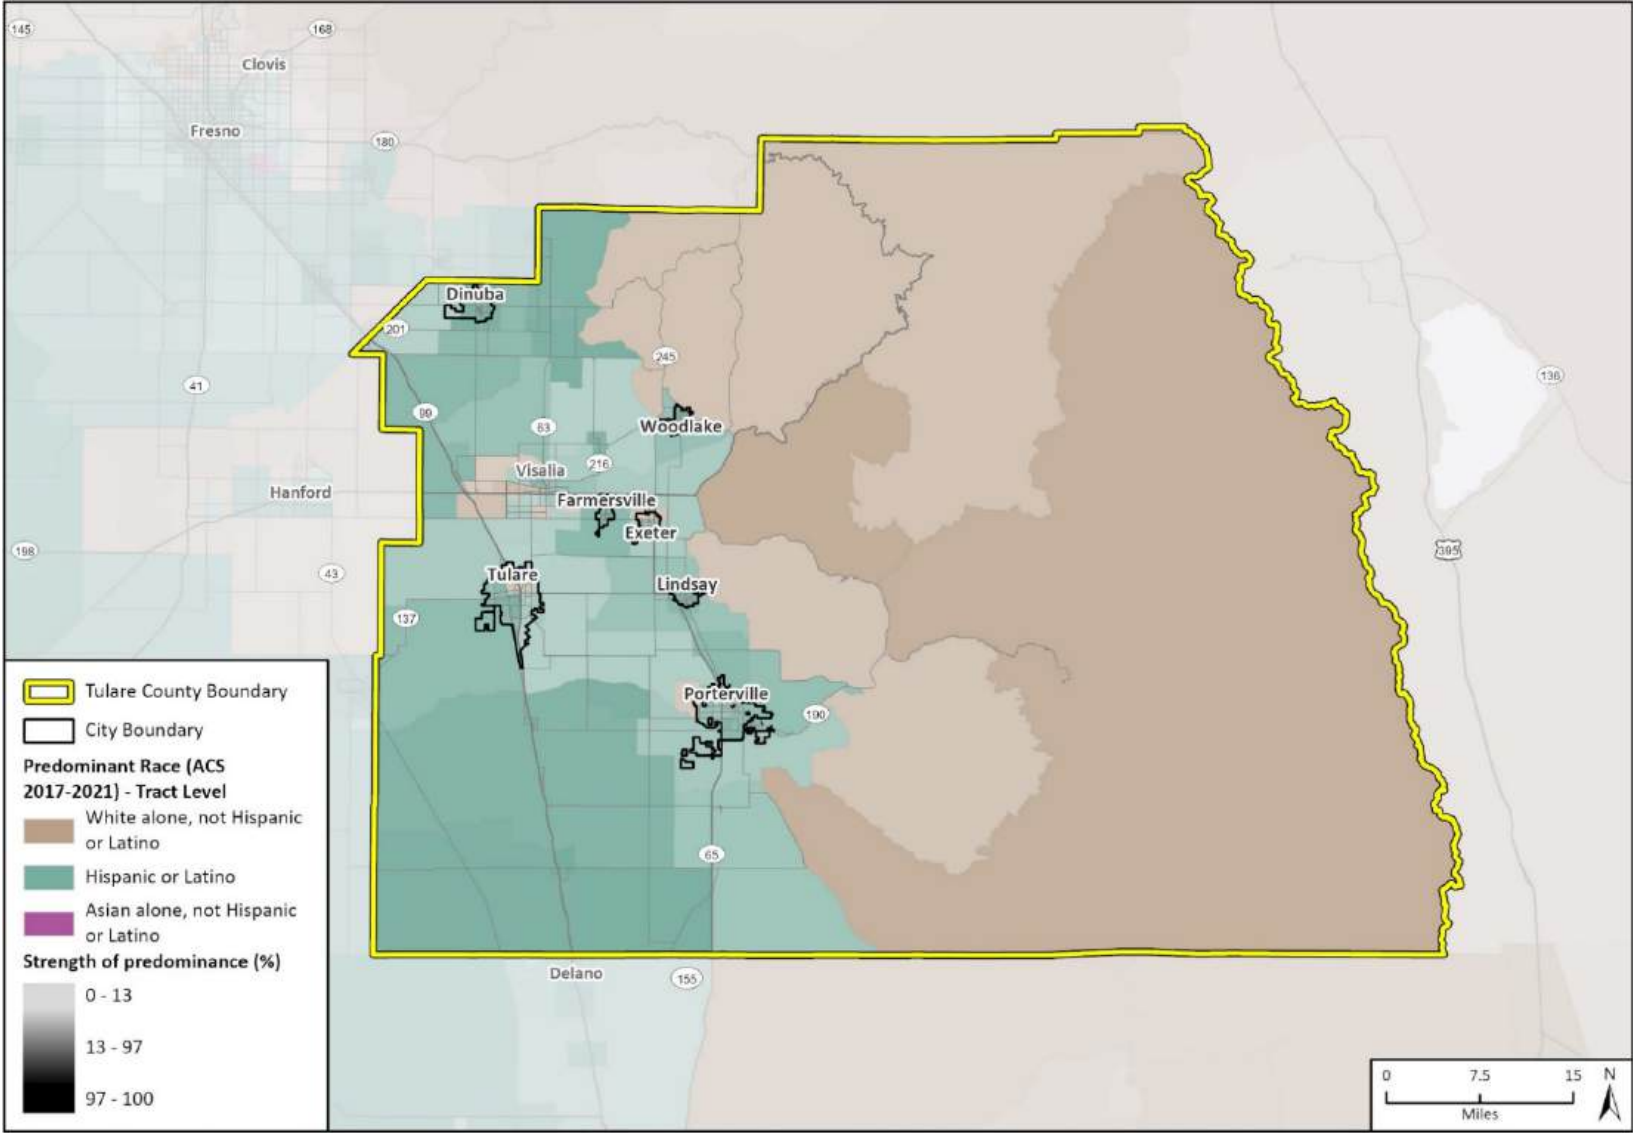 145
168
Clovis
Fresno
180
Dinuba
201
245
41
99
63
Woodlake
136
Visalia
216
Hanford
Farmersville
Exeter
198
395
43
Tulare
Lindsay
137
Porterville
190
65
Delano
155
Tulare County Boundary
City Boundary
Predominant Race (ACS
2017-2021) - Tract Level
White alone, not Hispanic
or Latino
Hispanic or Latino
Asian alone, not Hispanic
or Latino
Strength of predominance (%)
0 - 13
13 - 97
97 - 100
0 7.5 15 N
Miles